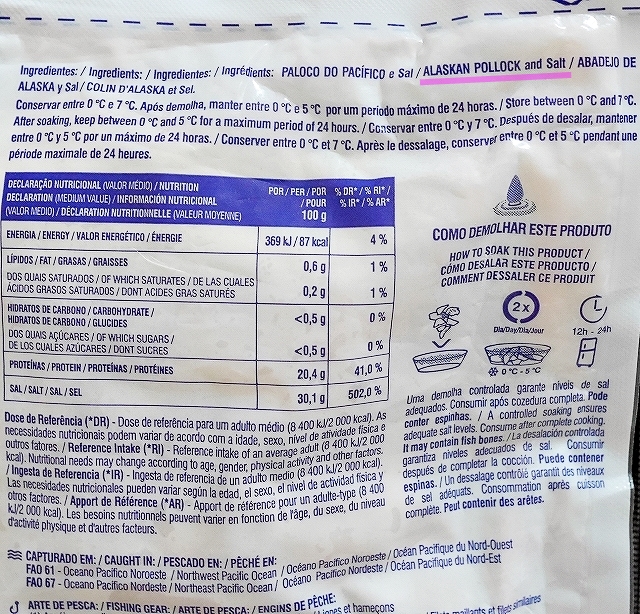 Ingredientes: / Ingredients: / Ingredientes: / Ingrédients: PALOCO DO PACÍFICO e Sal / ALASKAN POLLOCK and Salt / ABADEJO DE
ALASKA y Sal / COLIN D'ALASKA et Sel.
Conservar entre 0 °C e 7 °C. Após demolha, manter entre 0 °C e 5 °C por um período máximo de 24 horas. / Store between 0 °C and 7 °C.
After soaking, keep between 0 °C and 5 °C for a maximum period of 24 hours. / Conservar entre 0 °C y 7 °C. Después de desalar, mantener
entre 0 °C y 5 °C por un máximo de 24 horas. / Conserver entre 0 °C et 7 °C. Après le dessalage, conserver entre 0 °C et 5 °C pendant une
période maximale de 24 heures.
DECLARAÇÃO NUTRICIONAL (VALOR MÉDIO) / NUTRITION
DECLARATION (MEDIUM VALUE) / INFORMACIÓN NUTRICIONAL
(VALOR MEDIO) / DÉCLARATION NUTRITIONNELLE (VALEUR MOYENNE)
POR / PER / POR
/ POUR
100 g
% DR* / % RI* /
% IR* / % AR*
ENERGIA / ENERGY / VALOR ENERGÉTICO / ÉNERGIE 369 kJ / 87 kcal 4 %
LÍPIDOS / FAT / GRASAS / GRAISSES 0,6 g 1 %
DOS QUAIS SATURADOS / OF WHICH SATURATES / DE LAS CUALES
ÁCIDOS GRASOS SATURADOS / DONT ACIDES GRAS SATURÉS 0,2 g 1 %
HIDRATOS DE CARBONO / CARBOHYDRATE /
HIDRATOS DE CARBONO / GLUCIDES <0,5 g 0 %
DOS QUAIS AÇÚCARES / OF WHICH SUGARS /
DE LOS CUALES AZÚCARES / DONT SUCRES <0,5 g 0 %
PROTEÍNAS / PROTEIN / PROTEÍNAS / PROTÉINES 20,4 g 41,0 %
SAL / SALT / SAL / SEL 30,1 g 502,0 %
Dose de Referência (*DR) - Dose de referência para um adulto médio (8 400 kJ/2 000 kcal). As
necessidades nutricionais podem variar de acordo com a idade, sexo, nível de atividade física e
outros fatores. / Reference Intake (*RI) - Reference intake of an average adult (8 400 kJ/2 000
kcal). Nutritional needs may change according to age, gender, physical activity and other factors.
/ Ingesta de Referencia (*IR) - Ingesta de referencia de un adulto medio (8 400 kJ/2 000 kcal).
Las necesidades nutricionales pueden variar según la edad, el sexo, el nivel de actividad física y
otros factores. / Apport de Référence (*AR) - Apport de référence pour un adulte-type (8 400
kJ/2 000 kcal). Les besoins nutritionnels peuvent varier en fonction de l'âge, du sexe, du niveau
d'activité physique et d'autres facteurs.
COMO DEMOLHAR ESTE PRODUTO
HOW TO SOAK THIS PRODUCT /
CÓMO DESALAR ESTE PRODUCTO /
COMMENT DESSALER CE PRODUIT
2x
Dia/Day/Día/Jour
12h - 24h
0 °C - 5 °C
Uma demolha controlada garante níveis de sal
adequados. Consumir após cozedura completa. Pode
conter espinhas. / A controlled soaking ensures
adequate salt levels. Consume after complete cooking.
It may contain fish bones. / La desalación controlada
garantiza niveles adecuados de sal. Consumir
después de completar la cocción. Puede contener
espinas. / Un dessalage contrôlé garantit des niveaux
de sel adéquats. Consommation après cuisson
complète. Peut contenir des arêtes.
CAPTURADO EM: / CAUGHT IN: / PESCADO EN: / PÊCHÉ EN:
FAO 61 - Oceano Pacífico Noroeste / Northwest Pacific Ocean / Océano Pacífico Noroeste / Océan Pacifique du Nord-Ouest
FAO 67 - Oceano Pacífico Nordeste / Northeast Pacific Ocean / Océano Pacífico Nordeste / Océan Pacifique du Nord-Est
ARTE DE PESCA: / FISHING GEAR: / ARTE DE PESCA: / ENGINS DE PÊCHE:
Lignes et hameçons
maillants et filets similaires